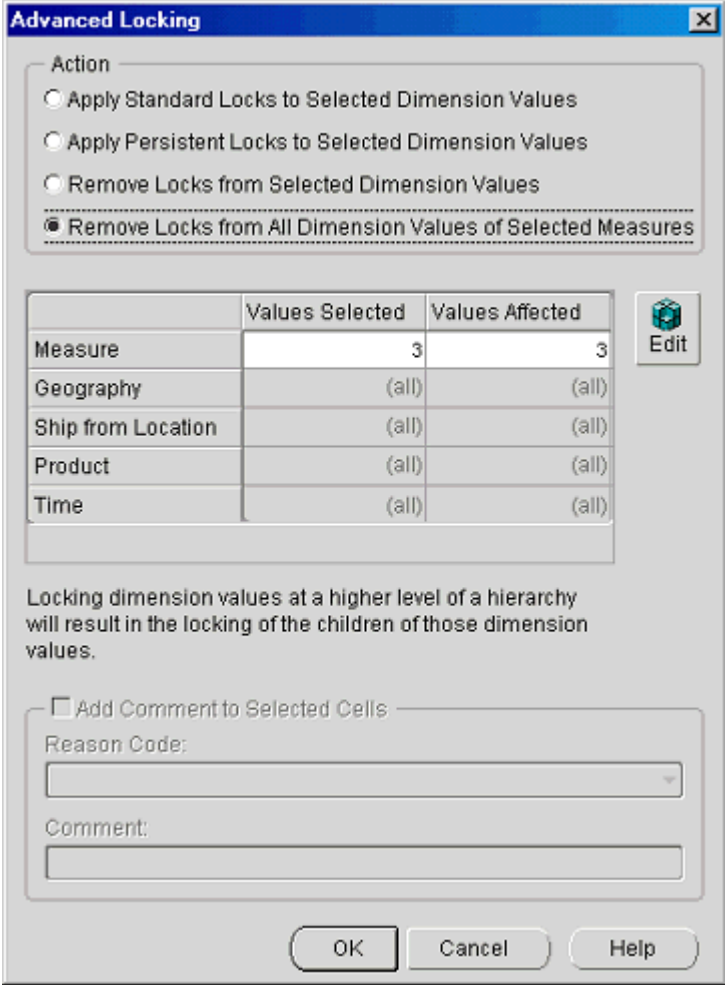 Advanced Locking
Action
Apply Standard Locks to Selected Dimension Values
Apply Persistent Locks to Selected Dimension Values
Remove Locks from Selected Dimension Values
Remove Locks from All Dimension Values of Selected Measures
Values Selected Values Affected
Measure 3 3
Geography (all) (all)
Ship from Location (all) (all)
Product (all) (all)
Time (all) (all)
Edit
Locking dimension values at a higher level of a hierarchy
will result in the locking of the children of those dimension
values.
Add Comment to Selected Cells
Reason Code:
Comment:
OK Cancel Help